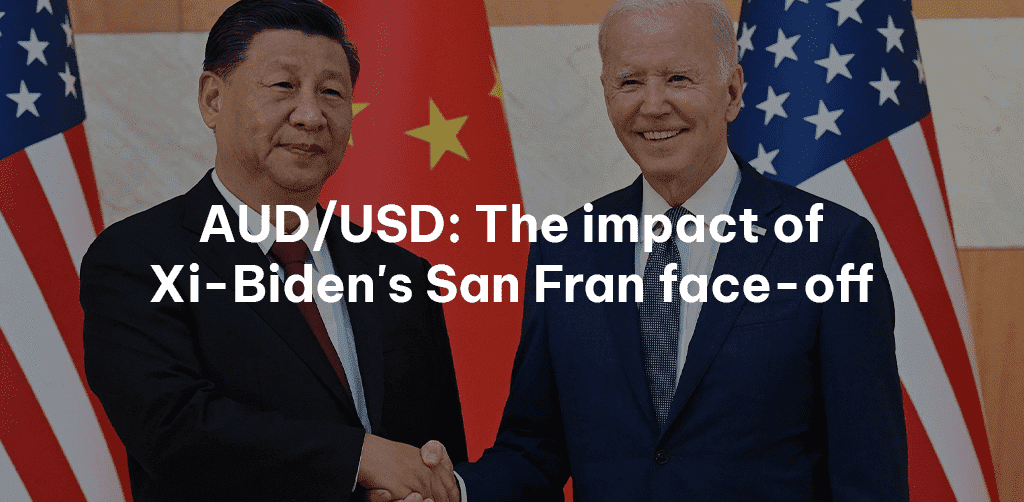 AUD/USD: The impact of
Xi-Biden's San Fran face-off